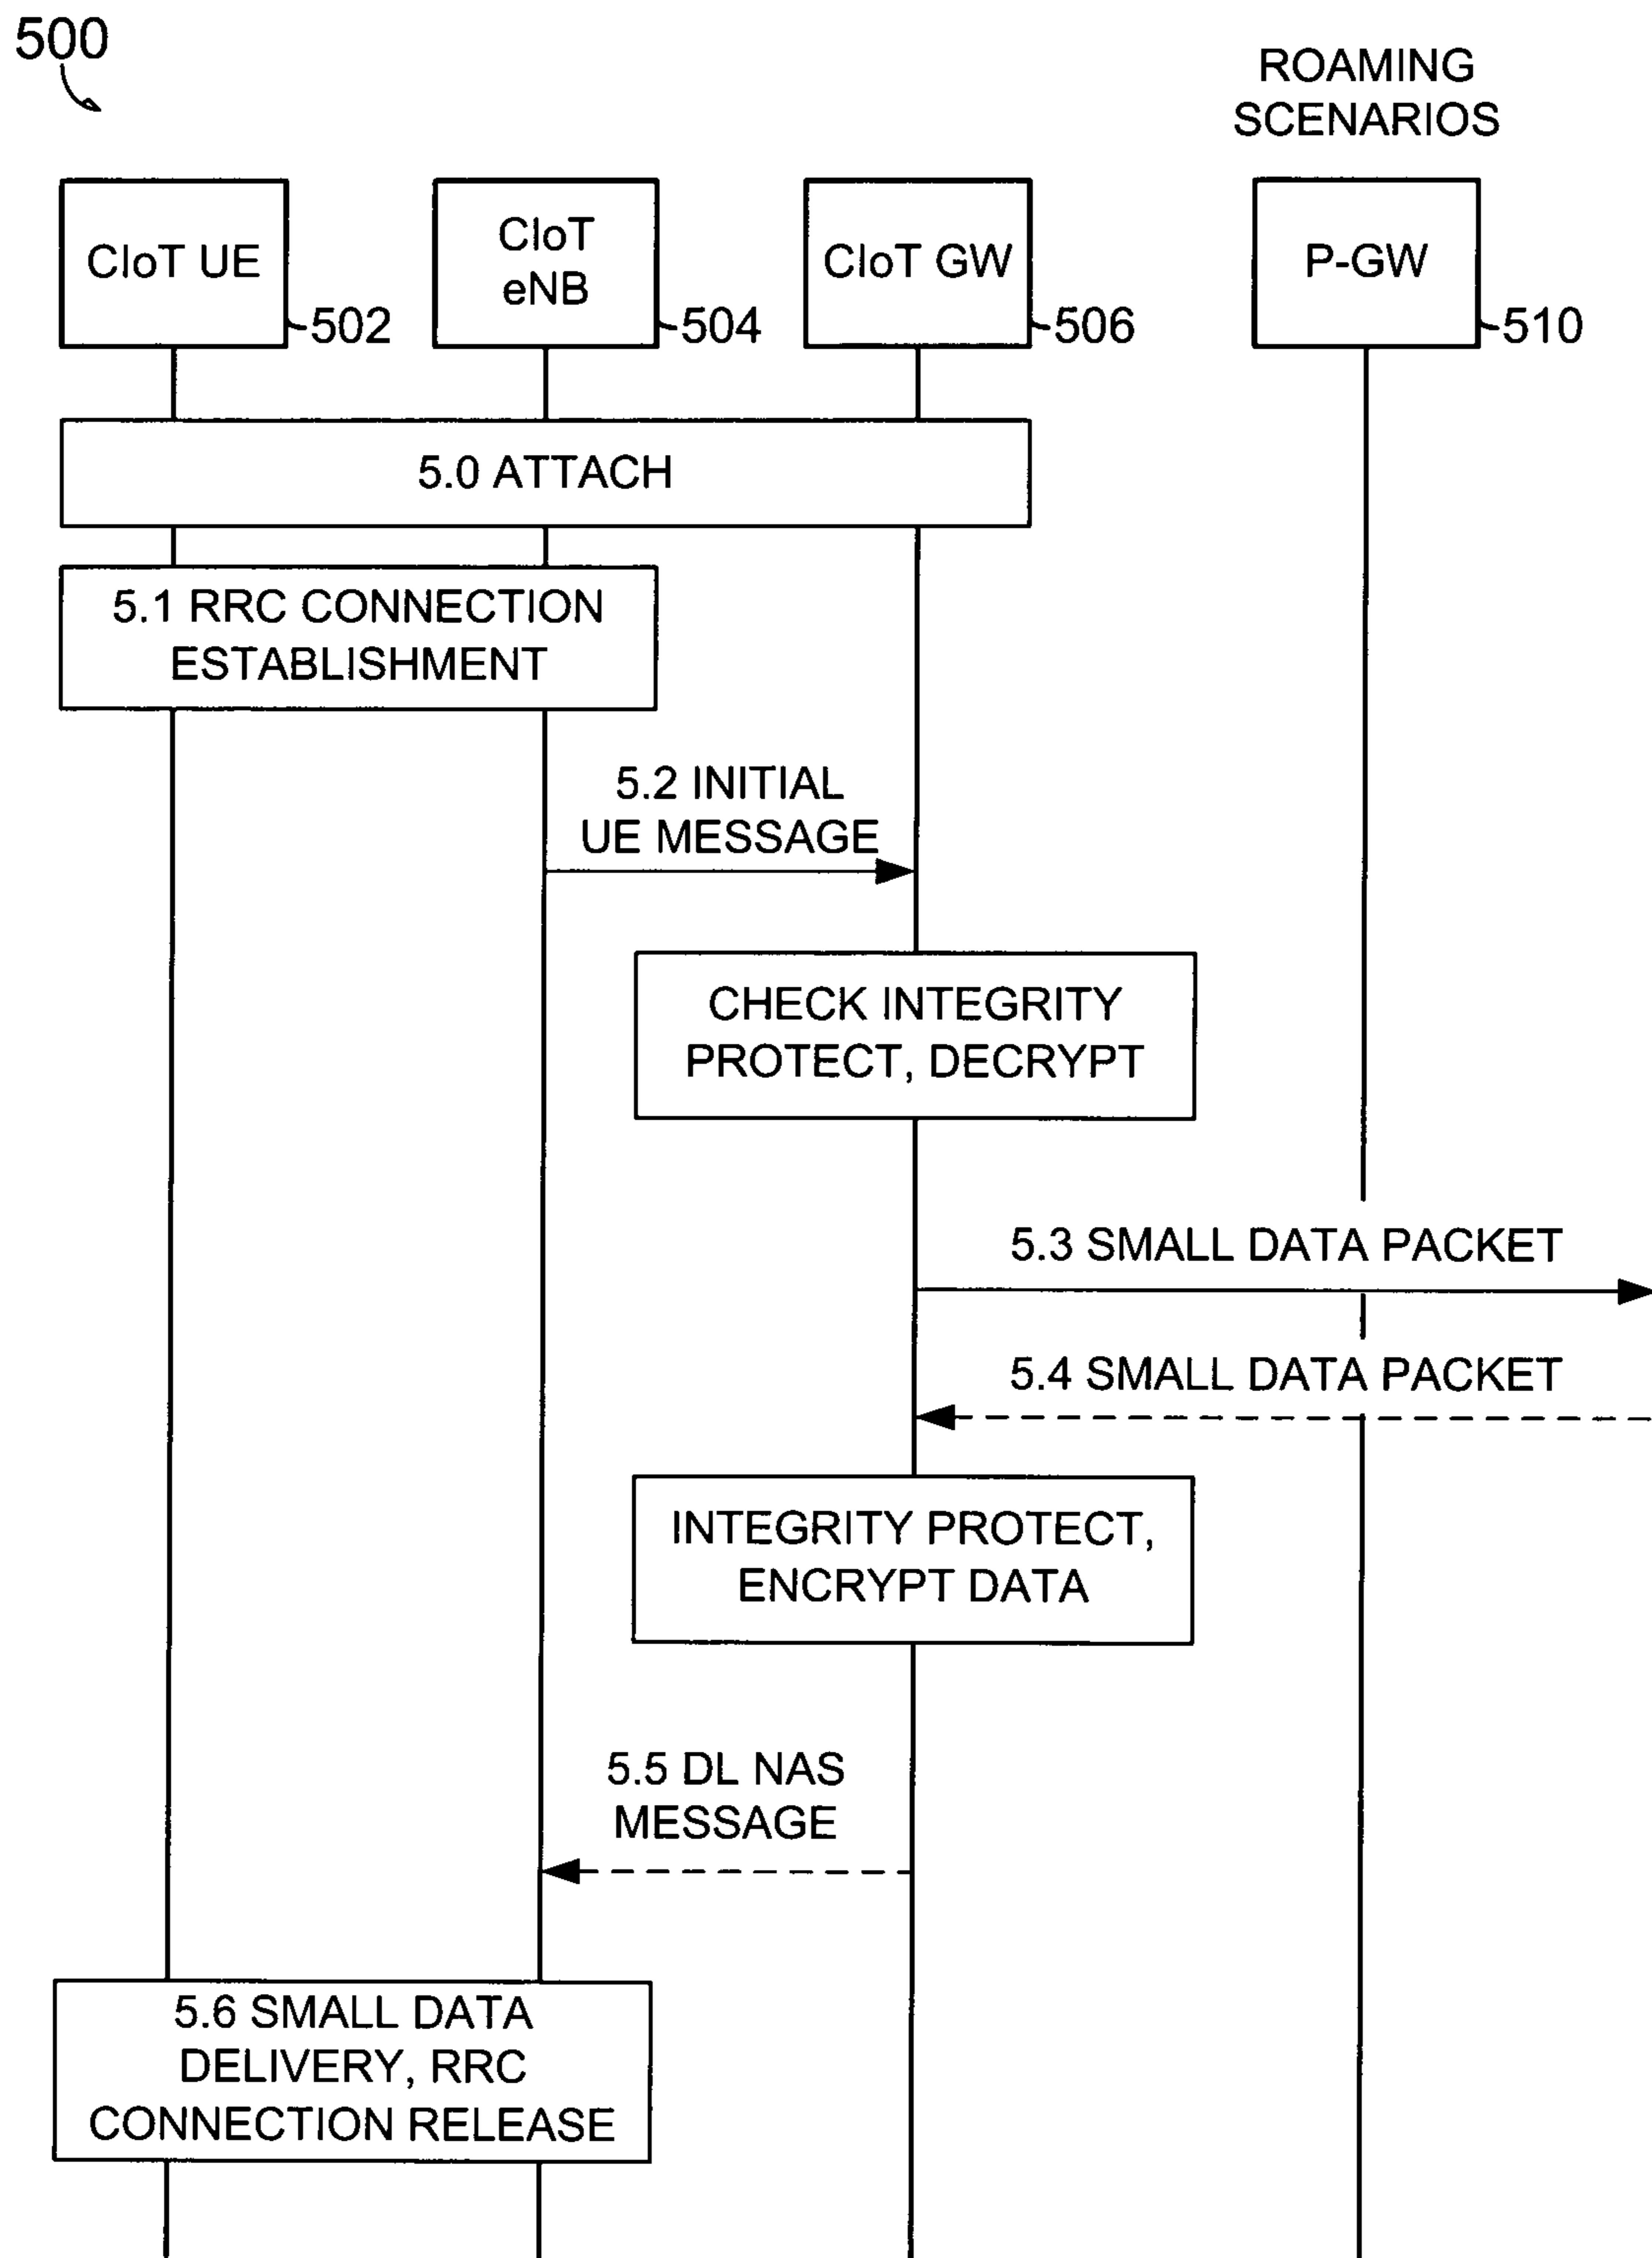 500
ROAMING
SCENARIOS
CIoT UE
502
CIoT
eNB
504
CIoT GW
506
P-GW
510
5.0 ATTACH
5.1 RRC CONNECTION
ESTABLISHMENT
5.2 INITIAL
UE MESSAGE
CHECK INTEGRITY
PROTECT, DECRYPT
5.3 SMALL DATA PACKET
5.4 SMALL DATA PACKET
INTEGRITY PROTECT,
ENCRYPT DATA
5.5 DL NAS
MESSAGE
5.6 SMALL DATA
DELIVERY, RRC
CONNECTION RELEASE